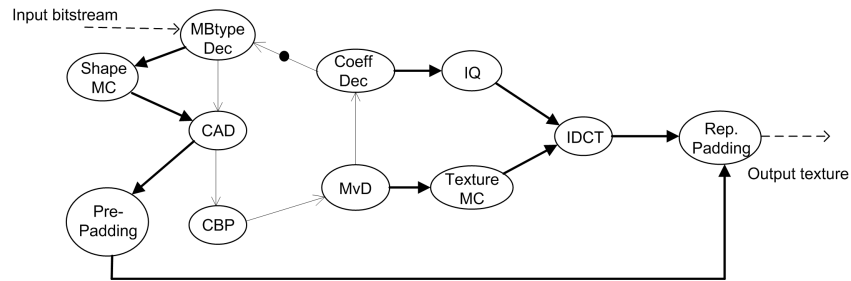 Input bitstream
MBtype
Dec
Shape
MC
Coeff
Dec
IQ
CAD
IDCT
Rep.
Padding
Output texture
MvD
Texture
MC
Pre-
Padding
CBP